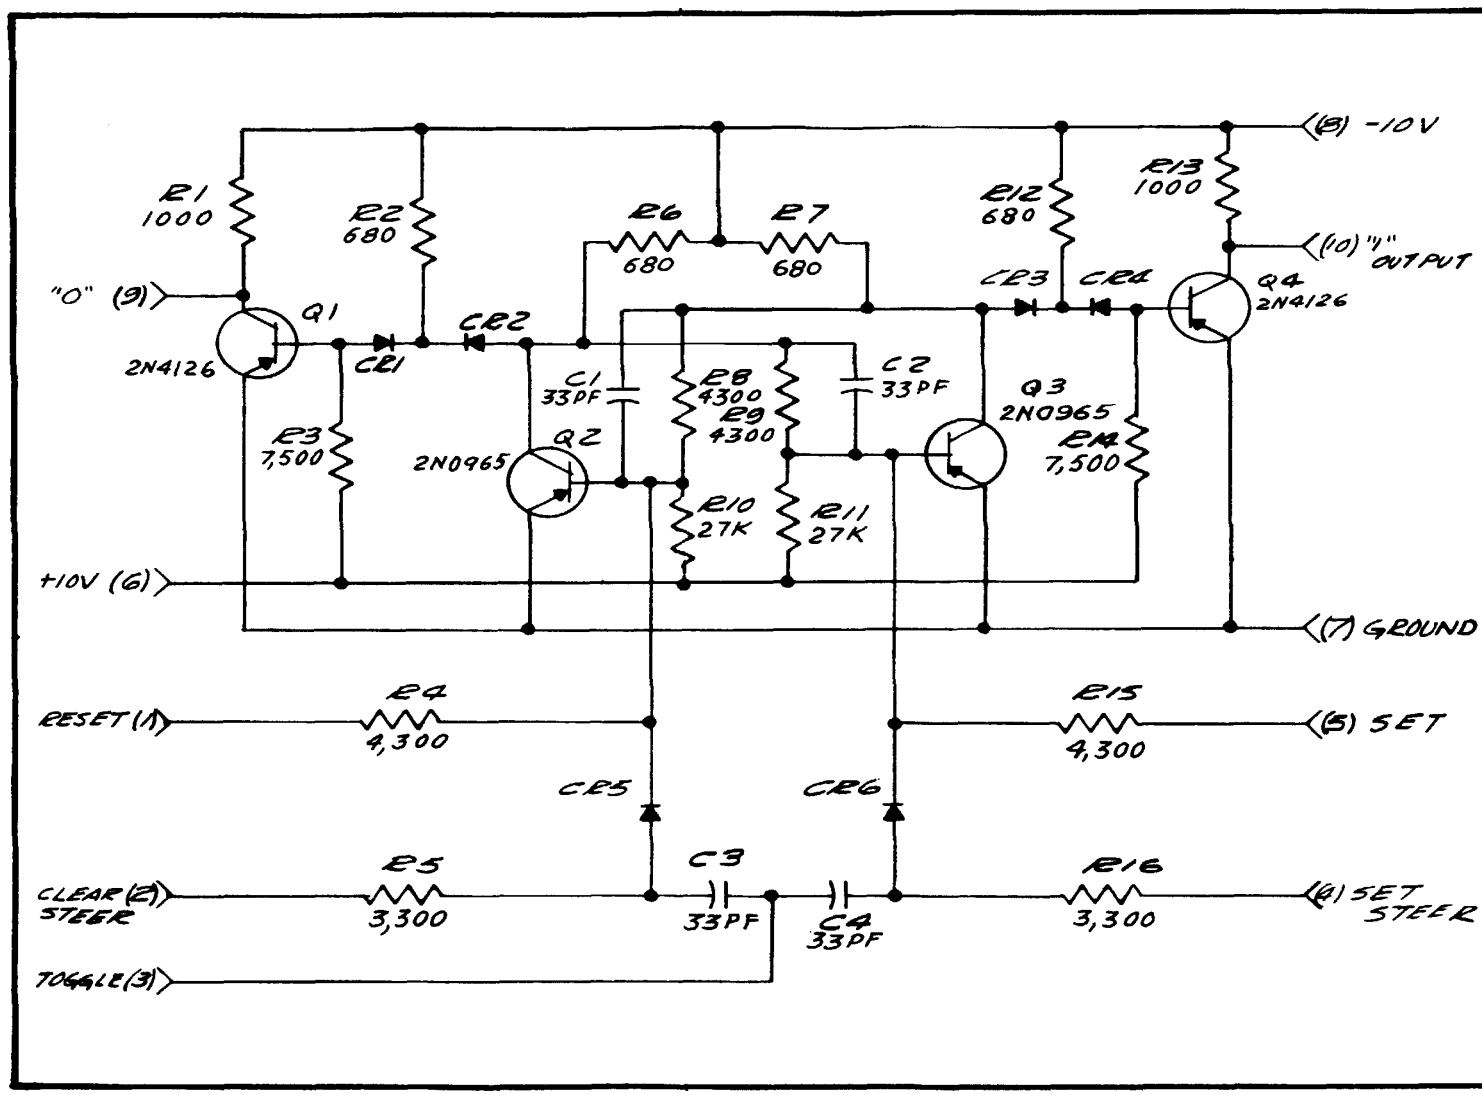 (8) -10V
R1
1000
R2
680
R6
680
R7
680
R12
680
R13
1000
(10) "1"
OUTPUT
"0" (9)
Q1
2N4126
CR1
CR2
CR3
CR4
Q4
2N4126
C1
33PF
R8
4300
R9
4300
C2
33PF
Q3
2N0965
R3
7,500
Q2
2N0965
R10
27K
R11
27K
R14
7,500
+10V (6)
(7) GROUND
RESET (1)
R4
4,300
R15
4,300
(5) SET
CR5
CR6
CLEAR (2)
STEER
R5
3,300
C3
33PF
C4
33PF
R16
3,300
(4) SET
STEER
TOGGLE (3)